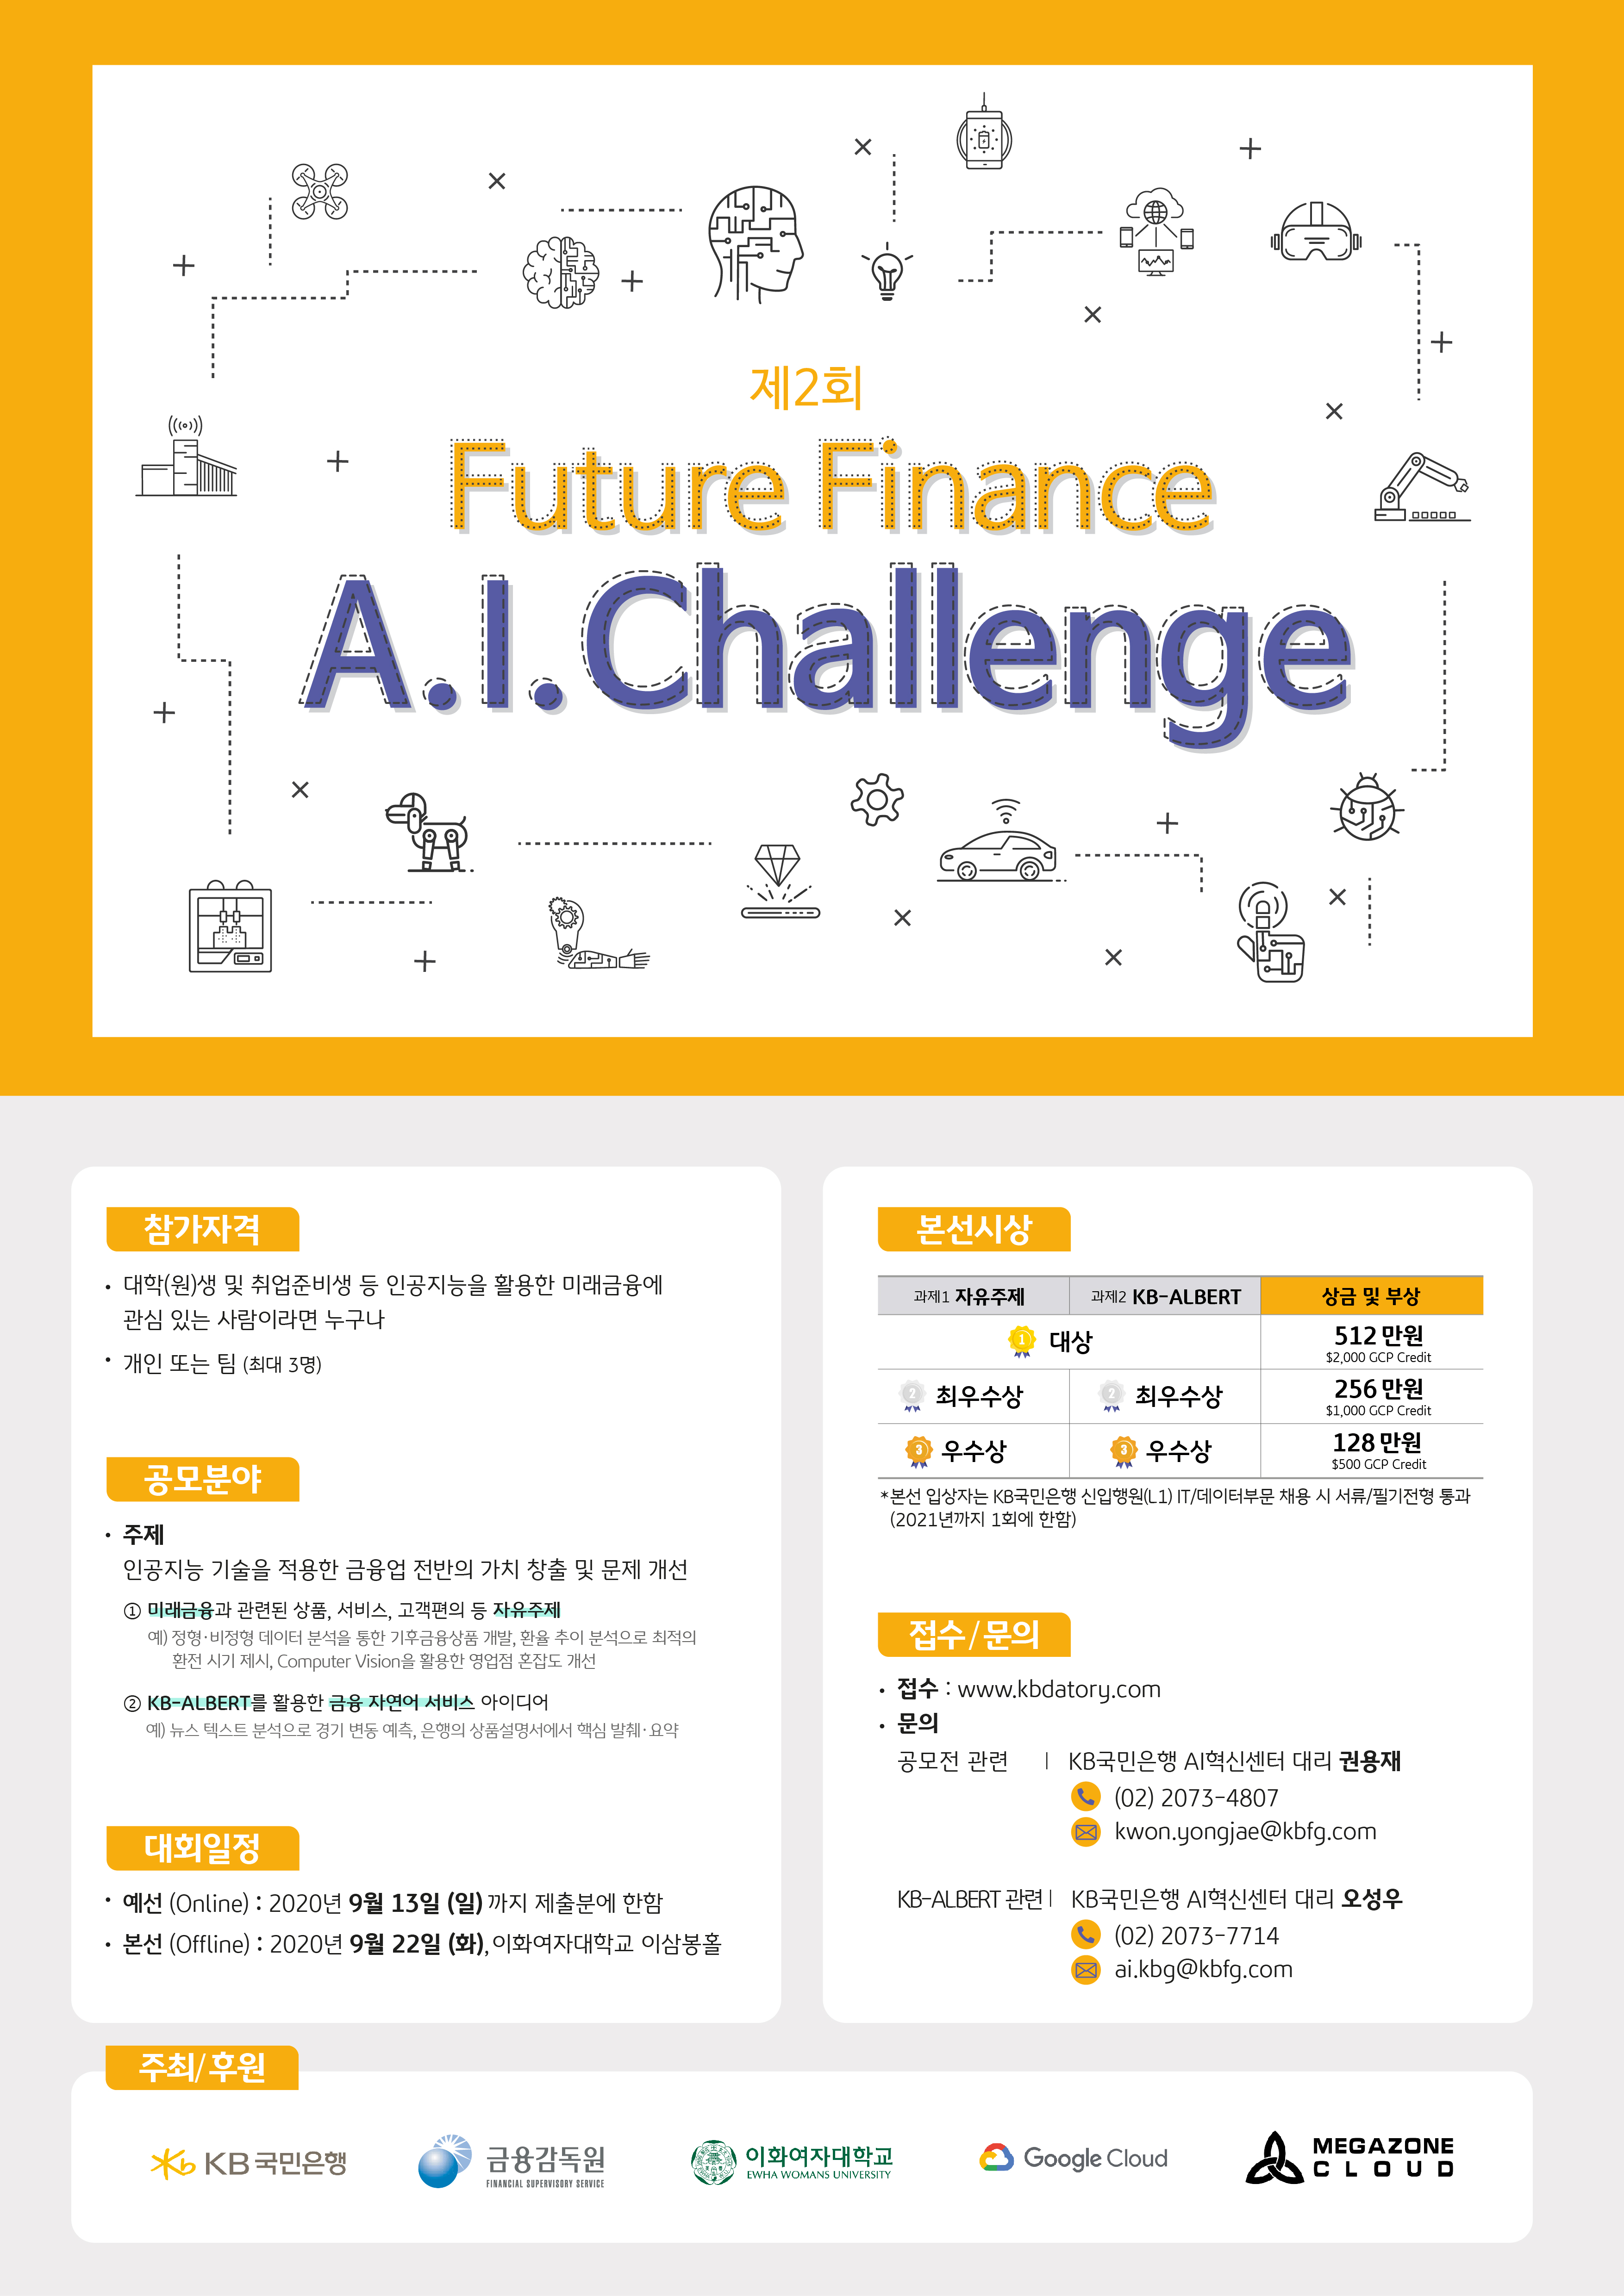 제2회
Future Finance
A.I.Challenge
참가자격
• 대학(원)생 및 취업준비생 등 인공지능을 활용한 미래금융에
관심 있는 사람이라면 누구나
• 개인 또는 팀 (최대 3명)
공모분야
• 주제
인공지능 기술을 적용한 금융업 전반의 가치 창출 및 문제 개선
① 미래금융과 관련된 상품, 서비스, 고객편의 등 자유주제
예) 정형·비정형 데이터 분석을 통한 기후금융상품 개발, 환율 추이 분석으로 최적의
환전 시기 제시, Computer Vision을 활용한 영업점 혼잡도 개선
② KB-ALBERT를 활용한 금융 자연어 서비스 아이디어
예) 뉴스 텍스트 분석으로 경기 변동 예측, 은행의 상품설명서에서 핵심 발췌·요약
대회일정
• 예선 (Online) : 2020년 9월 13일 (일) 까지 제출분에 한함
• 본선 (Offline) : 2020년 9월 22일 (화), 이화여자대학교 이삼봉홀
본선시상
과제1 자유주제 과제2 KB-ALBERT 상금 및 부상
1 대상 512 만원
$2,000 GCP Credit
2 최우수상 2 최우수상 256 만원
$1,000 GCP Credit
3 우수상 3 우수상 128 만원
$500 GCP Credit
*본선 입상자는 KB국민은행 신입행원(L1) IT/데이터부문 채용 시 서류/필기전형 통과
(2021년까지 1회에 한함)
접수/문의
• 접수 : www.kbdatory.com
• 문의
공모전 관련 | KB국민은행 AI혁신센터 대리 권용재
(02) 2073-4807
kwon.yongjae@kbfg.com
KB-ALBERT 관련 | KB국민은행 AI혁신센터 대리 오성우
(02) 2073-7714
ai.kbg@kbfg.com
주최/후원
KB 국민은행
금융감독원
FINANCIAL SUPERVISORY SERVICE
이화여자대학교
EWHA WOMANS UNIVERSITY
Google Cloud
MEGAZONE
CLOUD